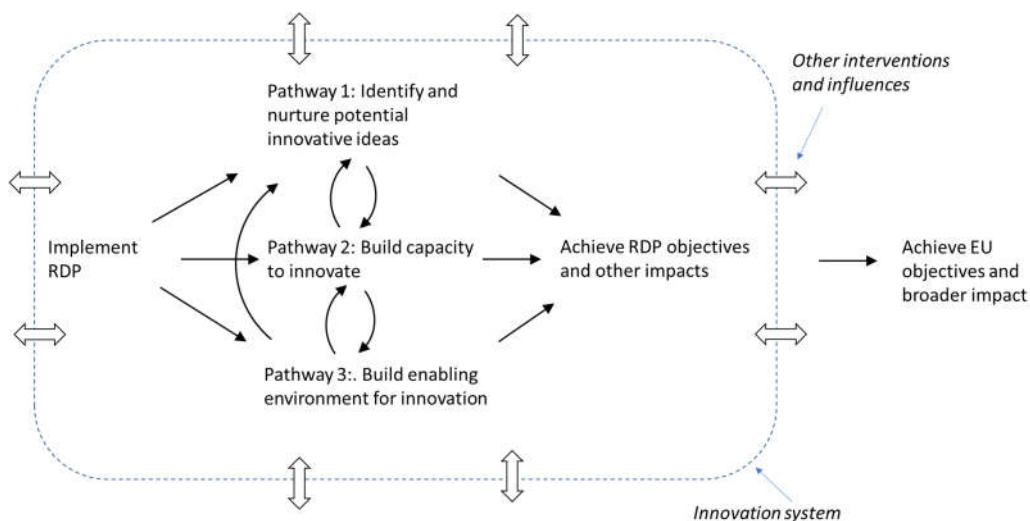 Other interventions
and influences
Pathway 1: Identify and
nurture potential
innovative ideas
Implement
RDP
Pathway 2: Build capacity
to innovate
Achieve RDP objectives
and other impacts
Achieve EU
objectives and
broader impact
Pathway 3:. Build enabling
environment for innovation
Innovation system